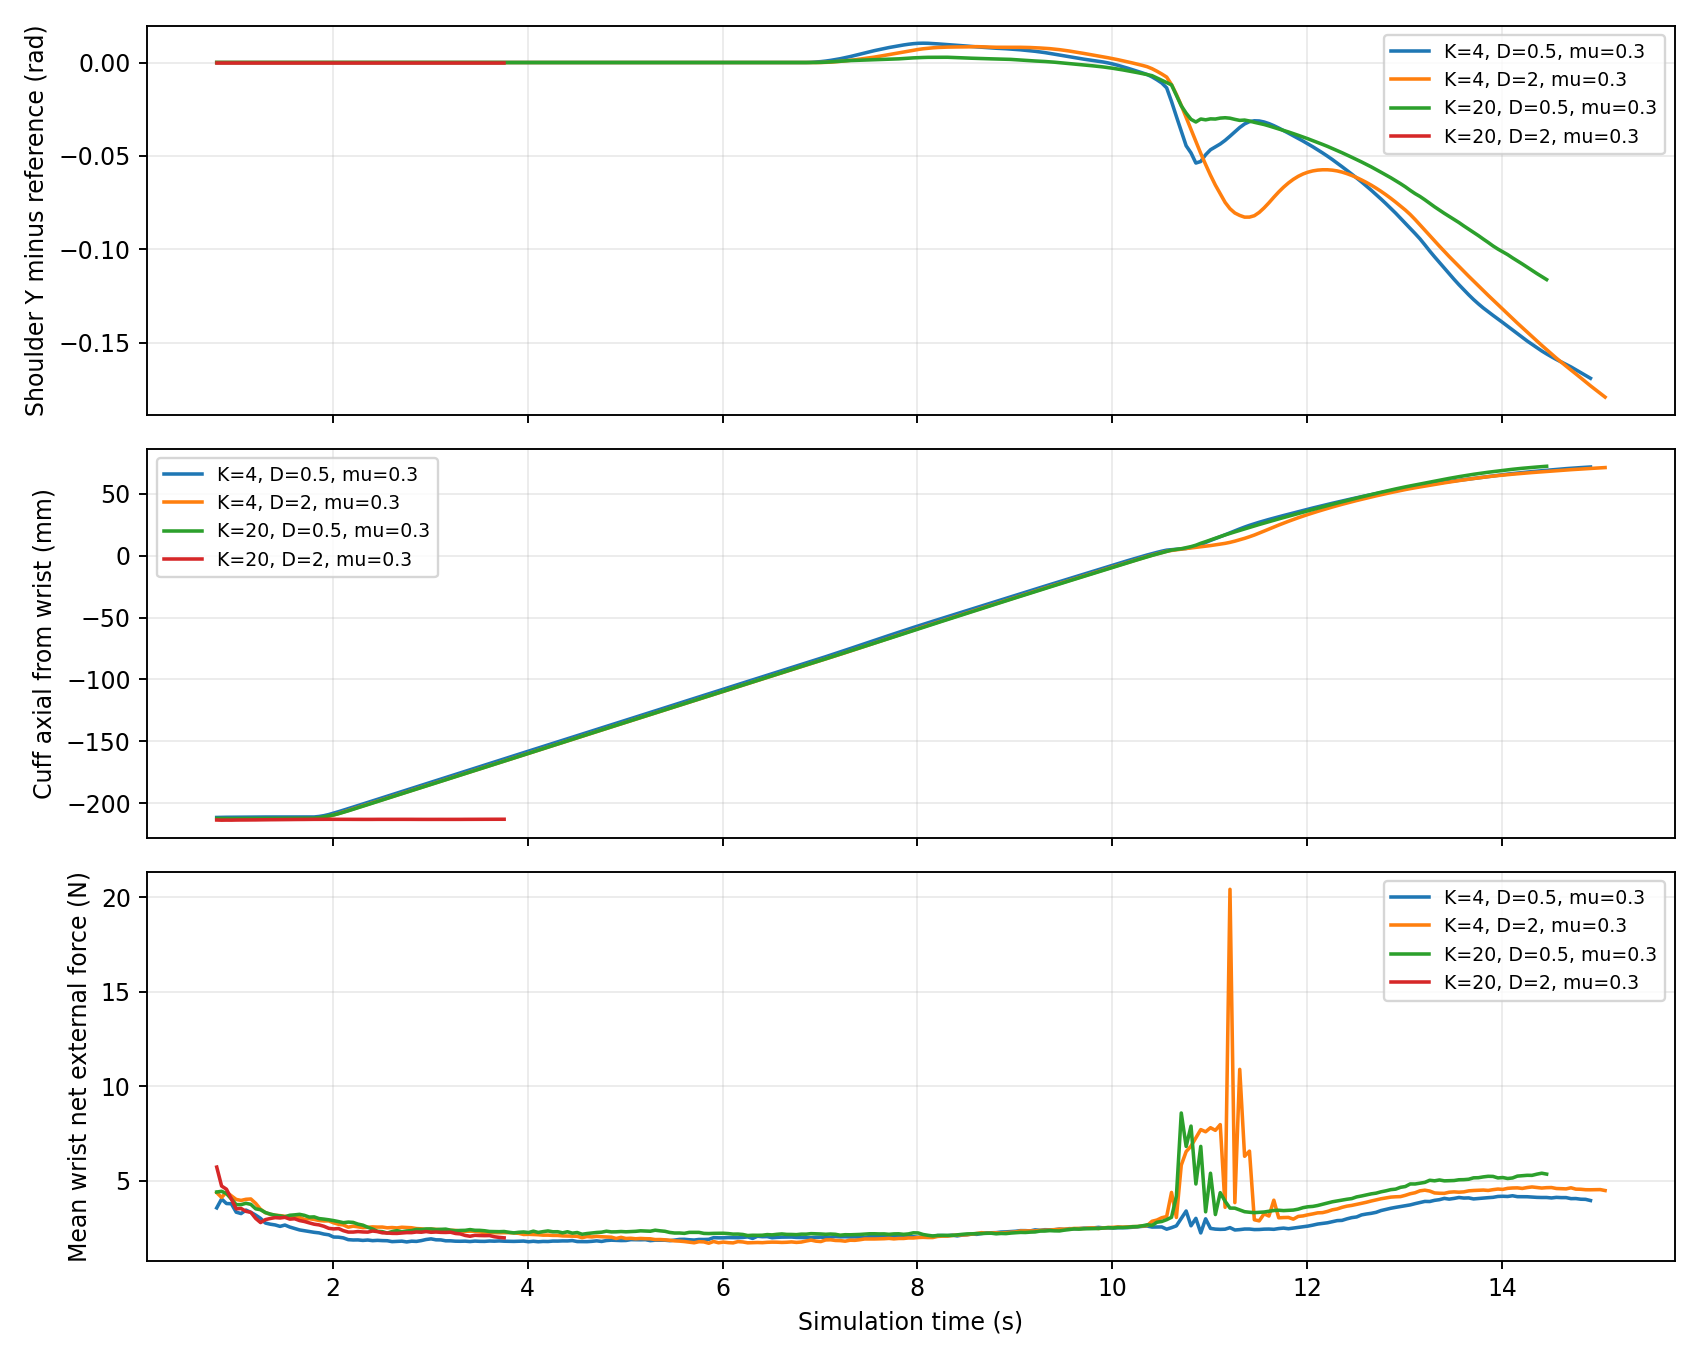 Shoulder Y minus reference (rad)
0.00
−0.05
−0.10
−0.15
K=4, D=0.5, mu=0.3
K=4, D=2, mu=0.3
K=20, D=0.5, mu=0.3
K=20, D=2, mu=0.3
Cuff axial from wrist (mm)
50
0
−50
−100
−150
−200
K=4, D=0.5, mu=0.3
K=4, D=2, mu=0.3
K=20, D=0.5, mu=0.3
K=20, D=2, mu=0.3
Mean wrist net external force (N)
20
15
10
5
K=4, D=0.5, mu=0.3
K=4, D=2, mu=0.3
K=20, D=0.5, mu=0.3
K=20, D=2, mu=0.3
2 4 6 8 10 12 14
Simulation time (s)